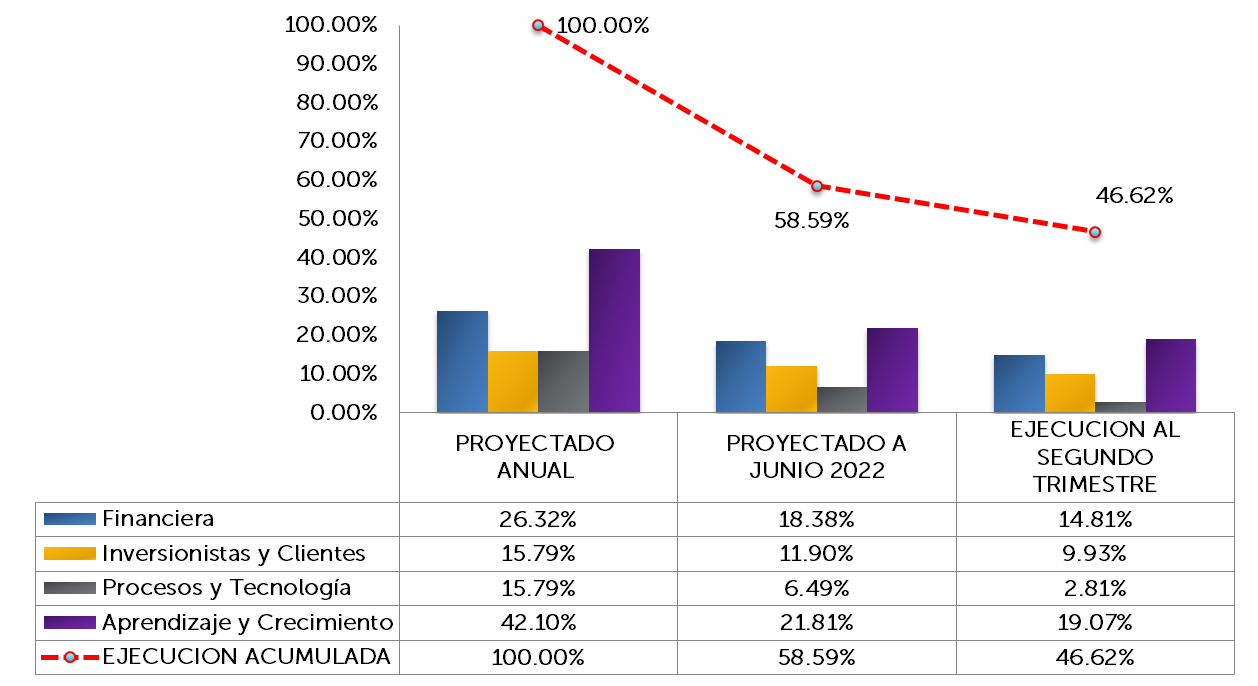 100.00%
90.00%
80.00%
70.00%
60.00%
50.00%
40.00%
30.00%
20.00%
10.00%
0.00%
100.00%
58.59%
46.62%
PROYECTADO
ANUAL
PROYECTADO A
JUNIO 2022
EJECUCION AL
SEGUNDO
TRIMESTRE
Financiera 26.32% 18.38% 14.81%
Inversionistas y Clientes 15.79% 11.90% 9.93%
Procesos y Tecnología 15.79% 6.49% 2.81%
Aprendizaje y Crecimiento 42.10% 21.81% 19.07%
EJECUCION ACUMULADA 100.00% 58.59% 46.62%